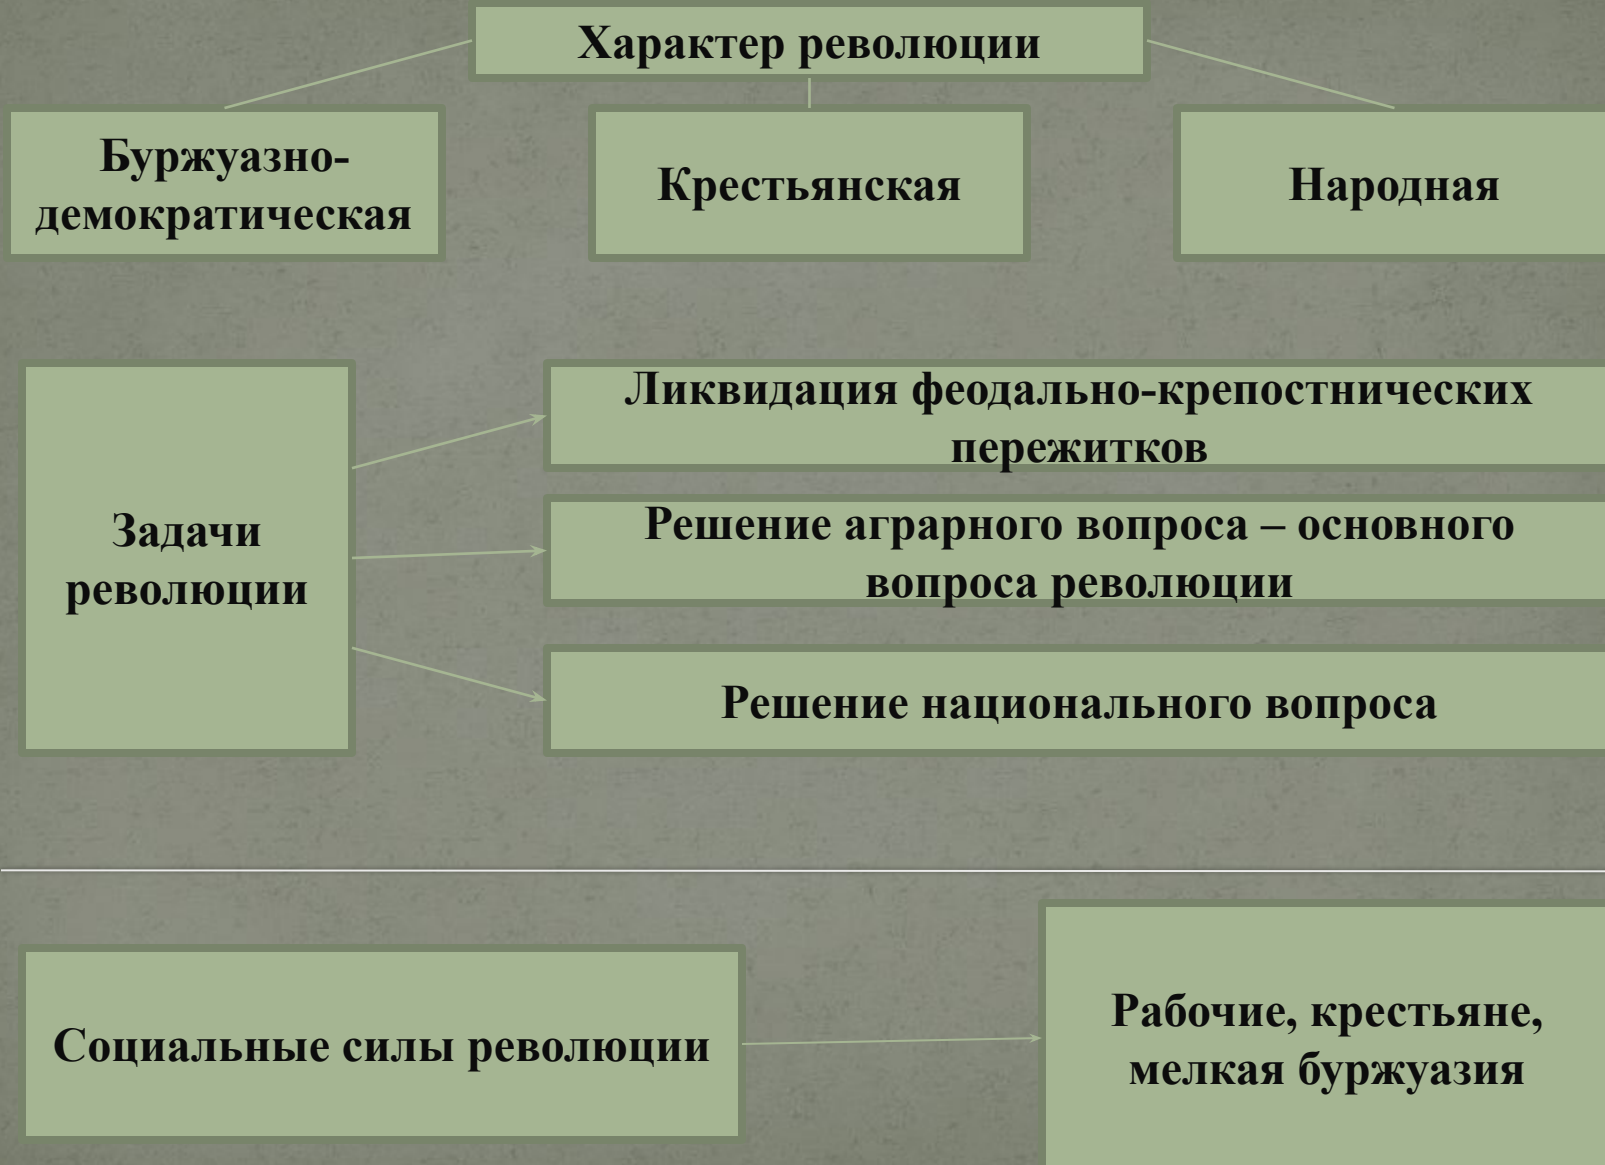 Характер революции
Буржуазно-
демократическая
Крестьянская
Народная
Задачи
революции
Ликвидация феодально-крепостнических
пережитков
Решение аграрного вопроса – основного
вопроса революции
Решение национального вопроса
Социальные силы революции
Рабочие, крестьяне,
мелкая буржуазия